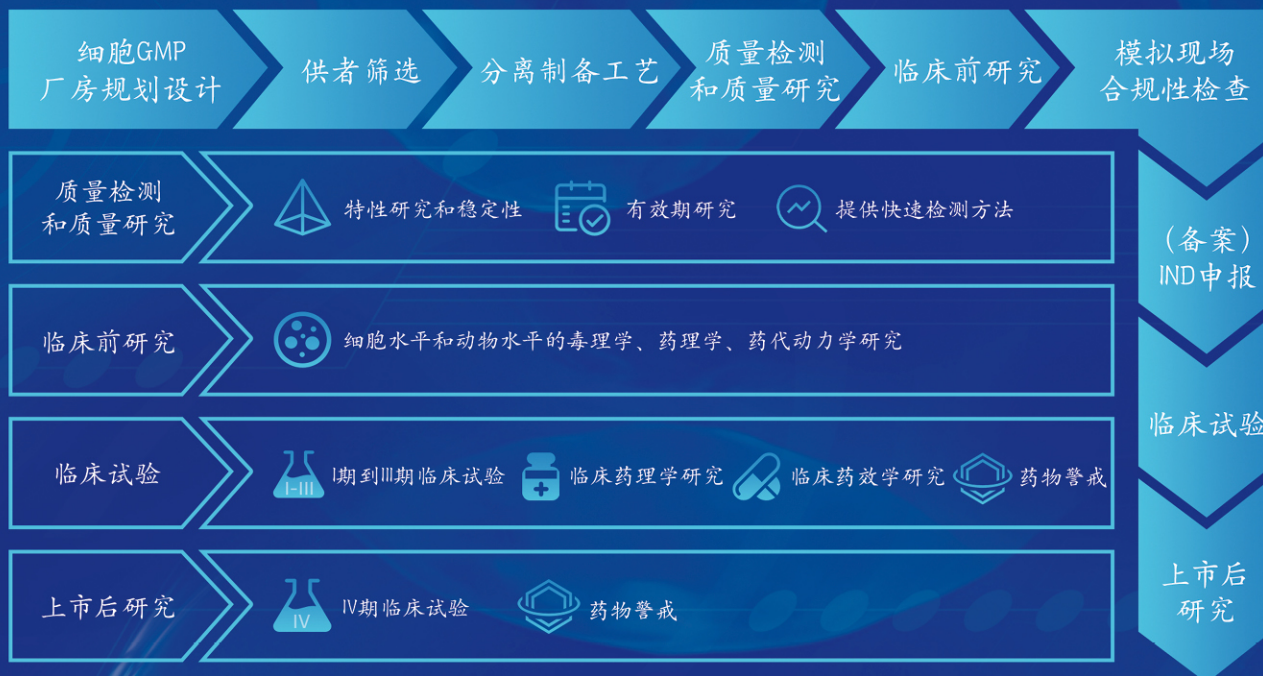 细胞GMP
厂房规划设计
供者筛选
分离制备工艺
质量检测
和质量研究
临床前研究
模拟现场
合规性检查
（备案）
IND申报
临床试验
上市后
研究
质量检测
和质量研究
特性研究和稳定性
有效期研究
提供快速检测方法
临床前研究
细胞水平和动物水平的毒理学、药理学、药代动力学研究
临床试验
I-III
I期到III期临床试验
临床药理学研究
临床药效学研究
药物警戒
上市后研究
IV
IV期临床试验
药物警戒